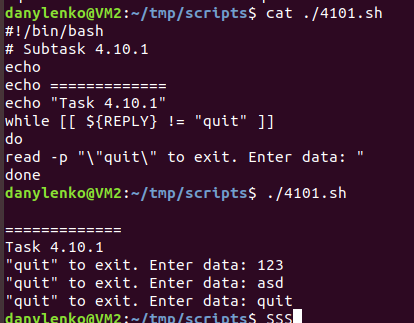 danylenko@VM2:~/tmp/scripts$ cat ./4101.sh
#!/bin/bash
# Subtask 4.10.1
echo
echo =============
echo "Task 4.10.1"
while [[ ${REPLY} != "quit" ]]
do
read -p "\"quit\" to exit. Enter data: "
done
danylenko@VM2:~/tmp/scripts$ ./4101.sh

=============
Task 4.10.1
"quit" to exit. Enter data: 123
"quit" to exit. Enter data: asd
"quit" to exit. Enter data: quit
danylenko@VM2:~/tmp/scripts$ SSS